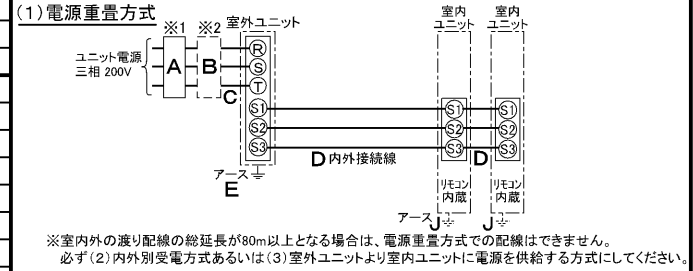 (1)電源重畳方式
※1 ※2
室外ユニット
室内ユニット
室内ユニット
ユニット電源
三相 200V
A
B
C
R
S
T
S1
S2
S3
S1
S2
S3
S1
S2
S3
D内外接続線
D
アース
E
リモコン内蔵
リモコン内蔵
アース
J
J
※室内外の渡り配線の総延長が80m以上となる場合は、電源重畳方式での配線はできません。
必ず(2)内外別受電方式あるいは(3)室外ユニットより室内ユニットに電源を供給する方式にしてください。